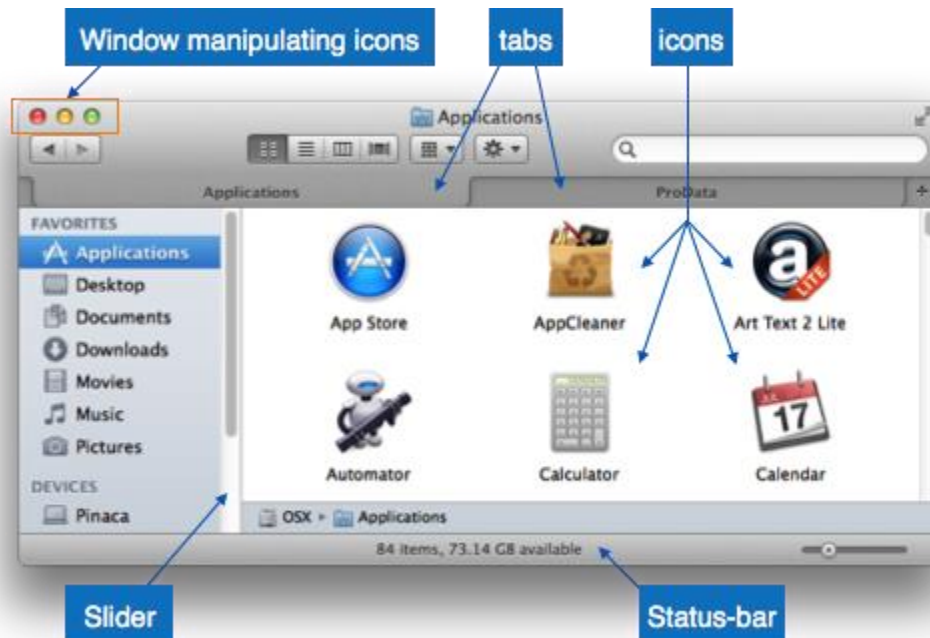 Window manipulating icons
tabs
icons
Applications
Applications
ProData
FAVORITES
Applications
Desktop
Documents
Downloads
Movies
Music
Pictures
DEVICES
Pinaca
App Store
AppCleaner
a
LITE
Art Text 2 Lite
Automator
Calculator
JUL
17
Calendar
OSX ▸ Applications
84 items, 73.14 GB available
Slider
Status-bar